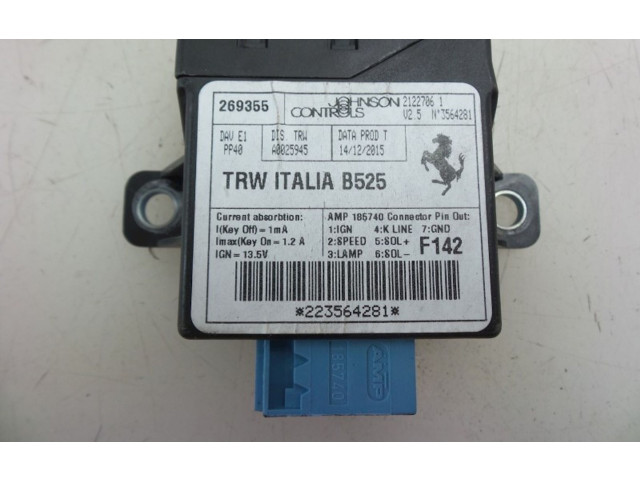 269355
JOHNSON CONTROLS
2122706 1
V2.5 N°3564281
DAV E1
PP40
DIS. TRW
A0025945
DATA PROD T
14/12/2015
TRW ITALIA B525
Current absorbtion:
I(Key Off) = 1mA
Imax(Key On = 1.2 A
IGN = 13.5V
AMP 185740 Connector Pin Out:
1:IGN 4:K LINE 7:GND
2:SPEED 5:SOL+
3:LAMP 6:SOL-
F142
*223564281*
AMP